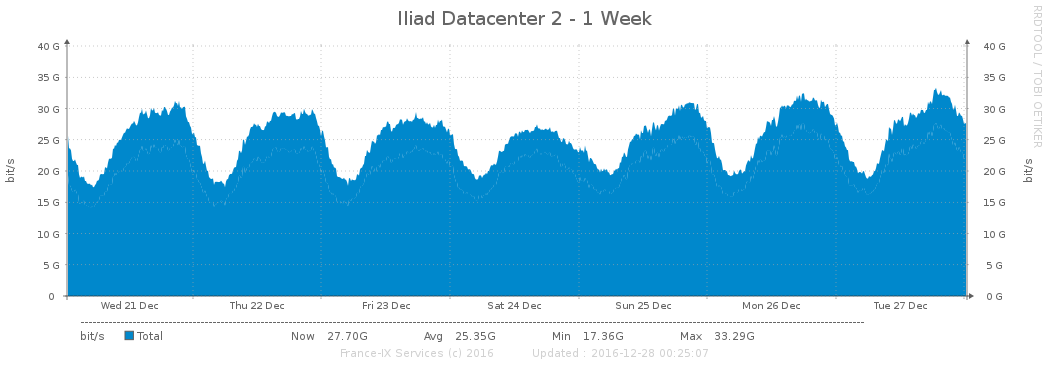 Iliad Datacenter 2 - 1 Week
RRDTOOL / TOBI OETIKER
bit/s
40 G 40 G
35 G 35 G
30 G 30 G
25 G 25 G
20 G 20 G
15 G 15 G
10 G 10 G
5 G 5 G
0 0 G
bit/s
Wed 21 Dec Thu 22 Dec Fri 23 Dec Sat 24 Dec Sun 25 Dec Mon 26 Dec Tue 27 Dec
bit/s Total Now 27.70G Avg 25.35G Min 17.36G Max 33.29G
France-IX Services (c) 2016 Updated : 2016-12-28 00:25:07